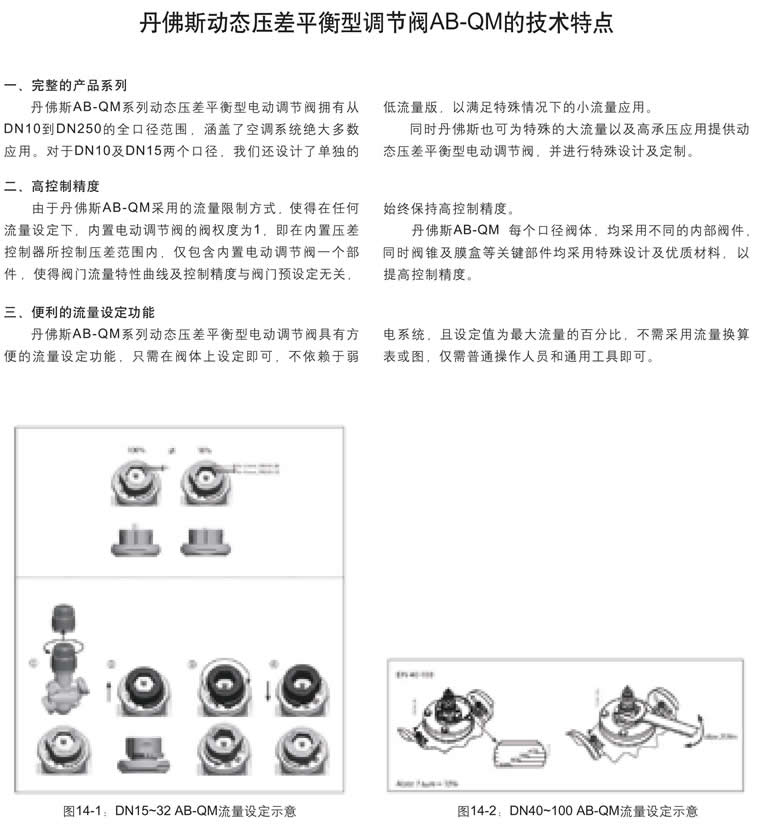 丹佛斯动态压差平衡型调节阀AB-QM的技术特点
一、完整的产品系列
丹佛斯AB-QM系列动态压差平衡型电动调节阀拥有从
DN10到DN250的全口径范围，涵盖了空调系统绝大多数
应用。对于DN10及DN15两个口径，我们还设计了单独的
低流量版，以满足特殊情况下的小流量应用。
同时丹佛斯也可为特殊的大流量以及高承压应用提供动
态压差平衡型电动调节阀，并进行特殊设计及定制。
二、高控制精度
由于丹佛斯AB-QM采用的流量限制方式，使得在任何
流量设定下，内置电动调节阀的阀权度为1，即在内置压差
控制器所控制压差范围内，仅包含内置电动调节阀一个部
件，使得阀门流量特性曲线及控制精度与阀门预设定无关，
始终保持高控制精度。
丹佛斯AB-QM 每个口径阀体，均采用不同的内部阀件，
同时阀锥及膜盒等关键部件均采用特殊设计及优质材料，以
提高控制精度。
三、便利的流量设定功能
丹佛斯AB-QM系列动态压差平衡型电动调节阀具有方
便的流量设定功能，只需在阀体上设定即可，不依赖于弱
电系统，且设定值为最大流量的百分比，不需采用流量换算
表或图，仅需普通操作人员和通用工具即可。
100%
①
②
③
④
图14-1：DN15~32 AB-QM流量设定示意
图14-2：DN40~100 AB-QM流量设定示意